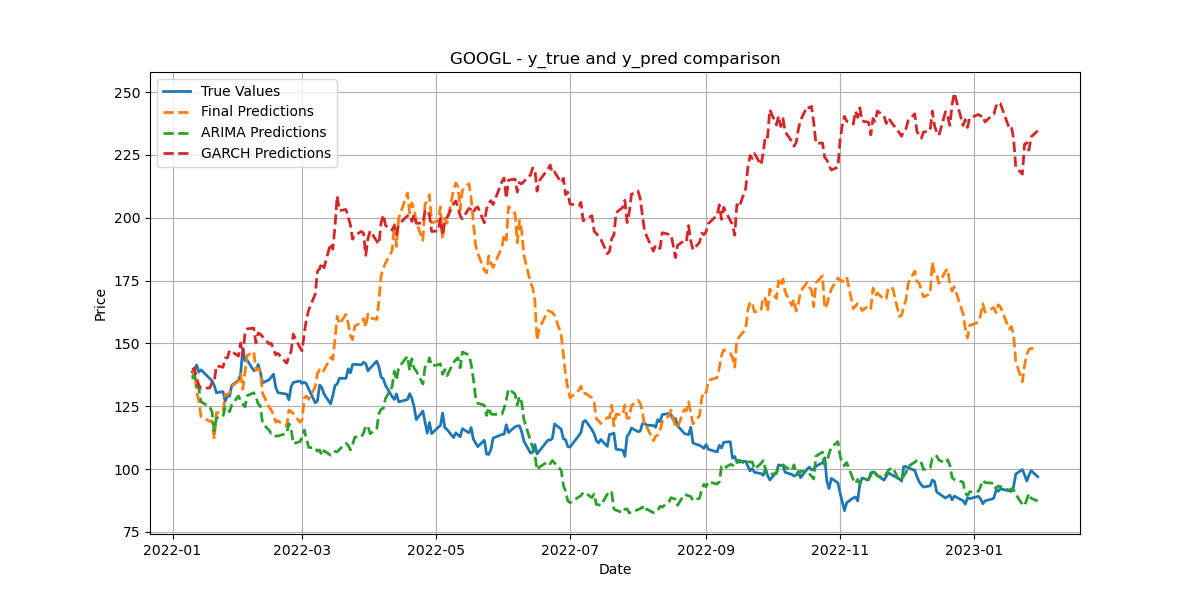 GOOGL - y_true and y_pred comparison
True Values
Final Predictions
ARIMA Predictions
GARCH Predictions
250
225
200
175
150
125
100
75
Price
2022-01
2022-03
2022-05
2022-07
2022-09
2022-11
2023-01
Date